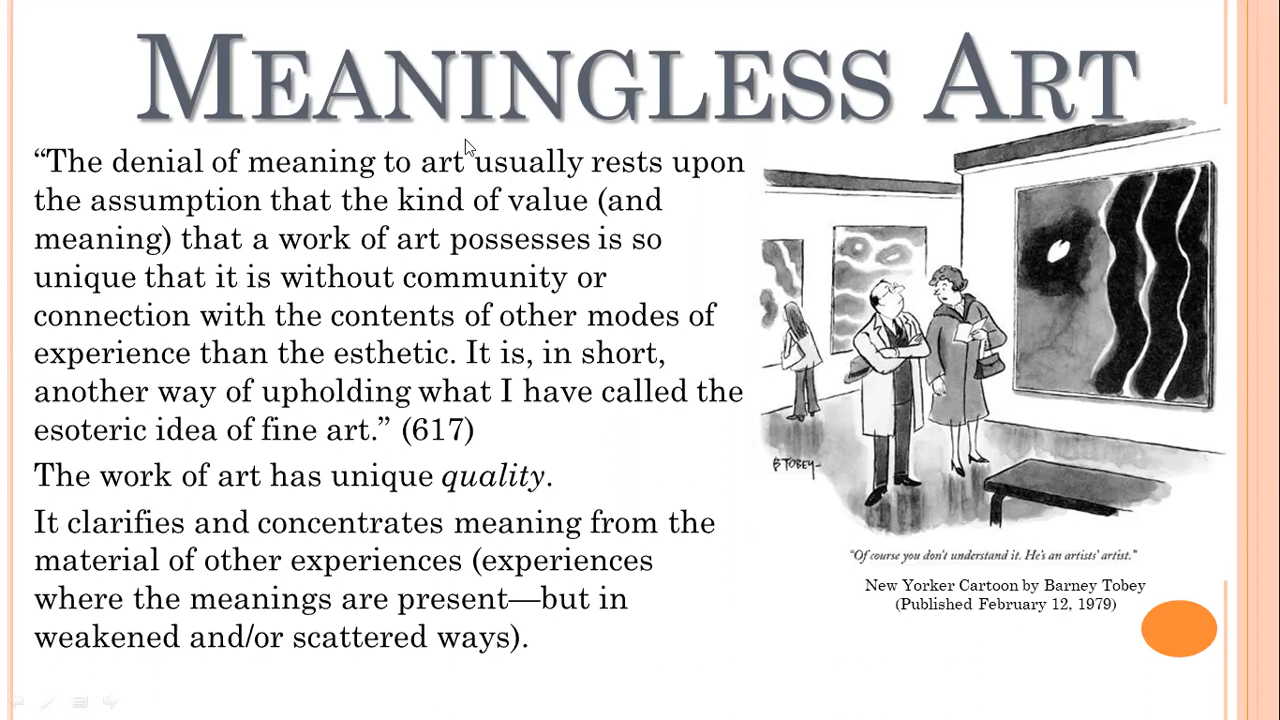 MEANINGLESS ART
“The denial of meaning to art usually rests upon
the assumption that the kind of value (and
meaning) that a work of art possesses is so
unique that it is without community or
connection with the contents of other modes of
experience than the esthetic. It is, in short,
another way of upholding what I have called the
esoteric idea of fine art.” (617)
The work of art has unique quality.
It clarifies and concentrates meaning from the
material of other experiences (experiences
where the meanings are present—but in
weakened and/or scattered ways).
B TOBEY-
“Of course you don't understand it. He's an artists' artist.”
New Yorker Cartoon by Barney Tobey
(Published February 12, 1979)